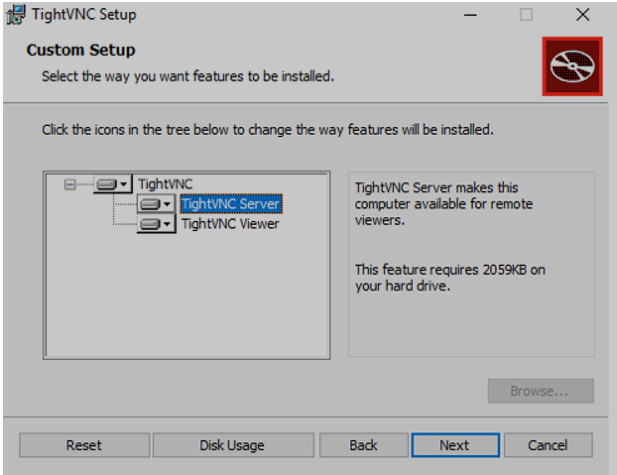 TightVNC Setup
Custom Setup
Select the way you want features to be installed.
Click the icons in the tree below to change the way features will be installed.
TightVNC
TightVNC Server
TightVNC Viewer
TightVNC Server makes this
computer available for remote
viewers.
This feature requires 2059KB on
your hard drive.
Browse...
Reset
Disk Usage
Back
Next
Cancel